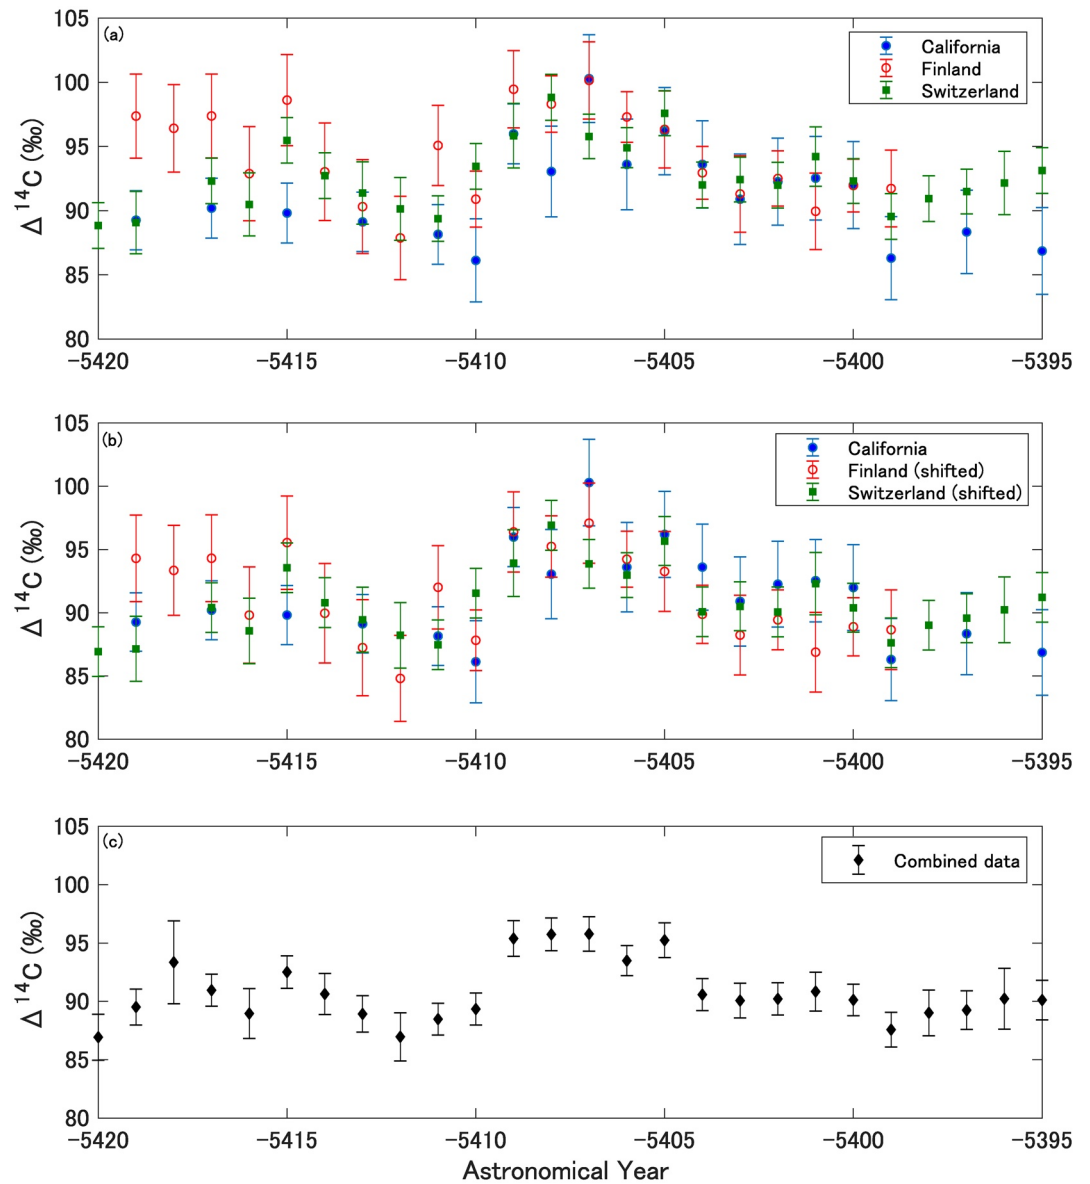 (a)
California
Finland
Switzerland
Δ ¹⁴C (‰)
105
100
95
90
85
80
−5420 −5415 −5410 −5405 −5400 −5395
(b)
California
Finland (shifted)
Switzerland (shifted)
Δ ¹⁴C (‰)
105
100
95
90
85
80
−5420 −5415 −5410 −5405 −5400 −5395
(c)
Combined data
Δ ¹⁴C (‰)
105
100
95
90
85
80
−5420 −5415 −5410 −5405 −5400 −5395
Astronomical Year